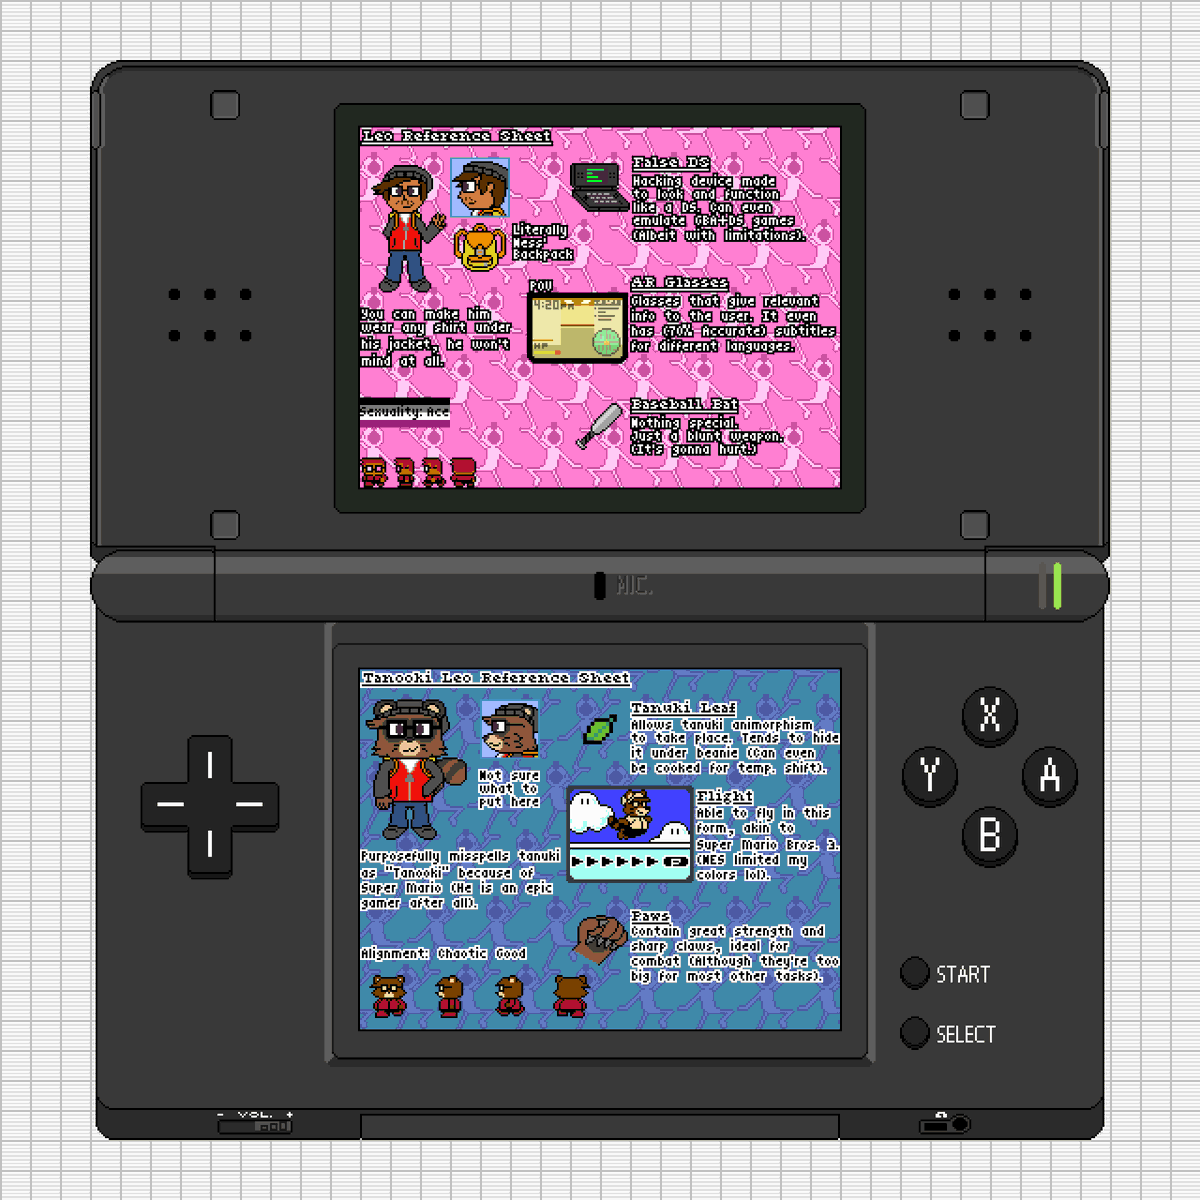 Leo Reference Sheet
False DS
Hacking device made
to look and function
like a DS. Can even
emulate GBA+DS games
(Albeit with limitations).
Literally
Ness'
Backpack
POV
4:20PM
HP
AR Glasses
Glasses that give relevant
info to the user. It even
has (70% Accurate) subtitles
for different languages.
You can make him
wear any shirt under
his jacket, he won't
mind at all.
Sexuality: Ace
Baseball Bat
Nothing special.
Just a blunt weapon.
(It's gonna hurt.)
MIC.
Tanooki Leo Reference Sheet
Tanuki Leaf
Allows tanuki animorphism
to take place. Tends to hide
it under beanie (Can even
be cooked for temp. shift).
Not sure
what to
put here
Flight
Able to fly in this
form, akin to
Super Mario Bros. 3.
(NES limited my
colors lol).
P
Purposefully misspells tanuki
as "Tanooki" because of
Super Mario (He is an epic
gamer after all).
Paws
Contain great strength and
sharp claws, ideal for
combat (Although they're too
big for most other tasks).
Alignment: Chaotic Good
X
Y
A
B
START
SELECT
- VOL. +